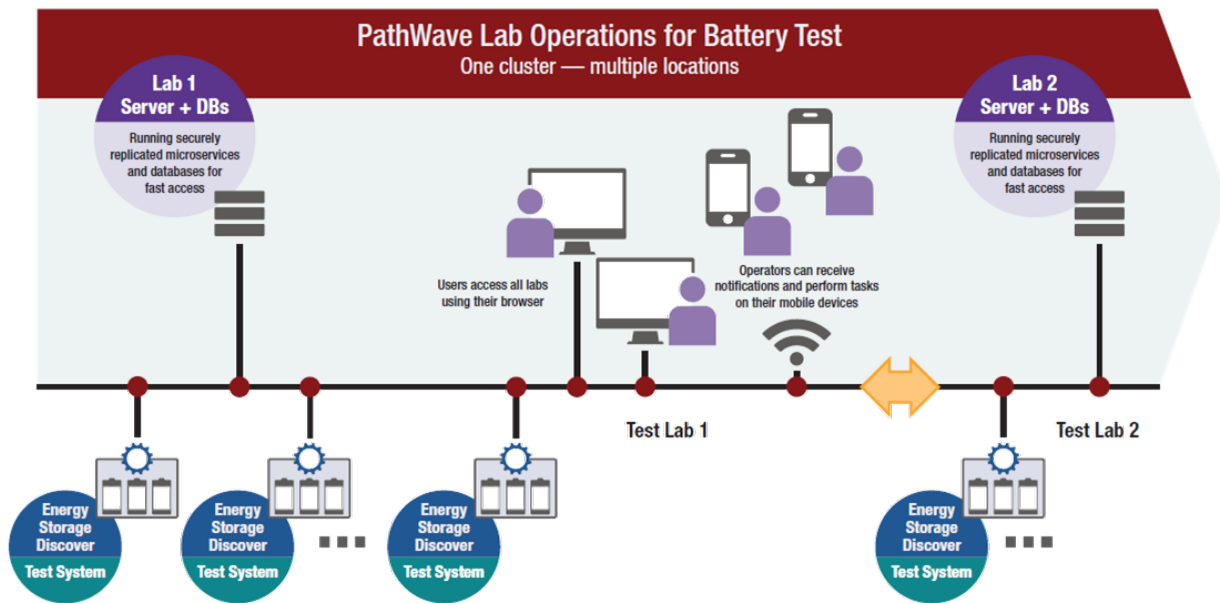 PathWave Lab Operations for Battery Test
One cluster — multiple locations
Lab 1
Server + DBs
Running securely
replicated microservices
and databases for
fast access
Lab 2
Server + DBs
Running securely
replicated microservices
and databases for
fast access
Users access all labs
using their browser
Operators can receive
notifications and perform tasks
on their mobile devices
Test Lab 1
Test Lab 2
Energy
Storage
Discover
Test System
Energy
Storage
Discover
Test System
Energy
Storage
Discover
Test System
Energy
Storage
Discover
Test System